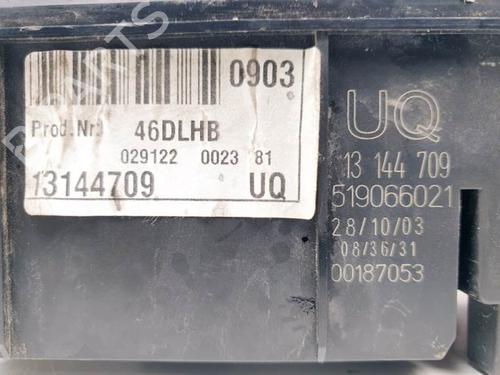 0903
Prod.Nr
46DLHB
029122 0023 81
13144709 UQ
UQ
13 144 709
519066021
28/10/03
08/36/31
00187053
PARTS